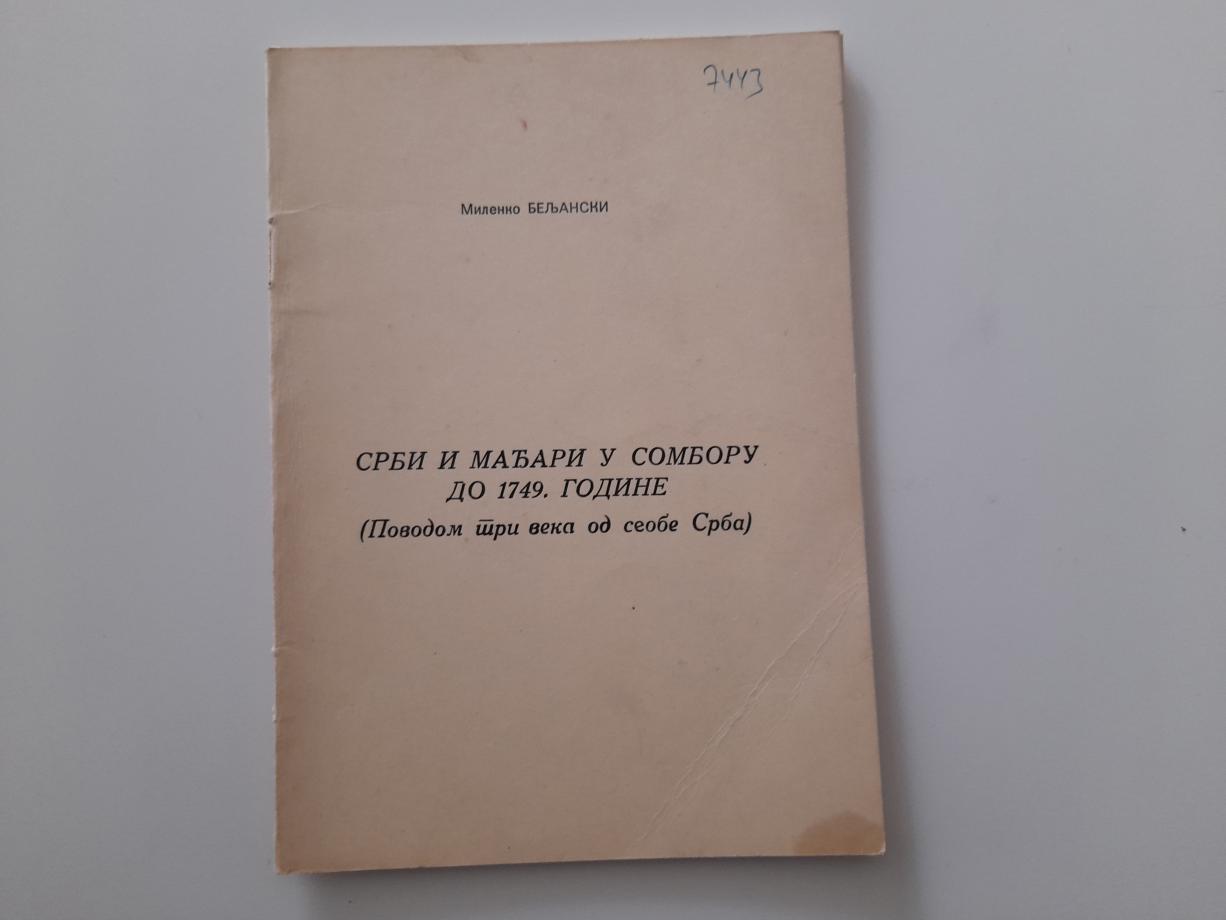 7443
Миленко БЕЉАНСКИ
СРБИ И МАЂАРИ У СОМБОРУ
ДО 1749. ГОДИНЕ
(Поводом три века од сеобе Срба)